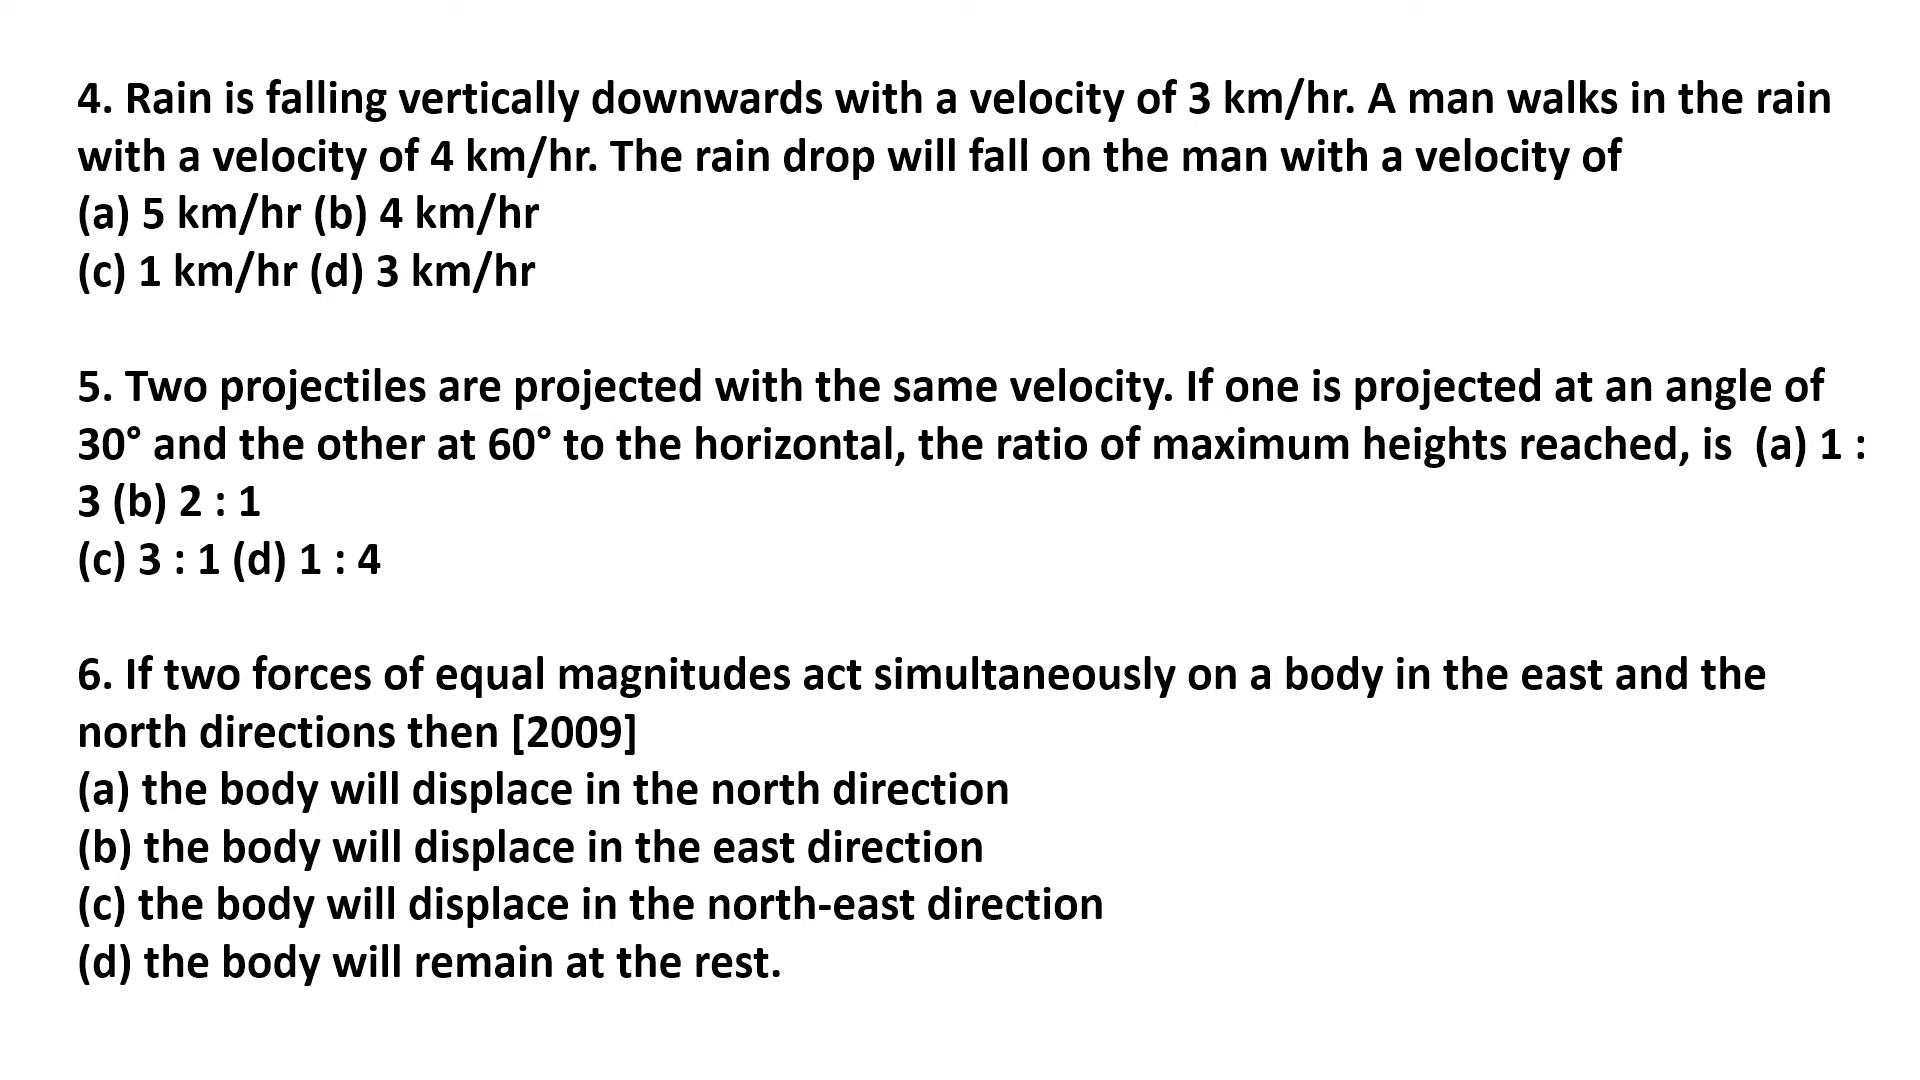 4. Rain is falling vertically downwards with a velocity of 3 km/hr. A man walks in the rain
with a velocity of 4 km/hr. The rain drop will fall on the man with a velocity of
(a) 5 km/hr (b) 4 km/hr
(c) 1 km/hr (d) 3 km/hr
5. Two projectiles are projected with the same velocity. If one is projected at an angle of
30° and the other at 60° to the horizontal, the ratio of maximum heights reached, is  (a) 1 :
3 (b) 2 : 1
(c) 3 : 1 (d) 1 : 4
6. If two forces of equal magnitudes act simultaneously on a body in the east and the
north directions then [2009]
(a) the body will displace in the north direction
(b) the body will displace in the east direction
(c) the body will displace in the north-east direction
(d) the body will remain at the rest.